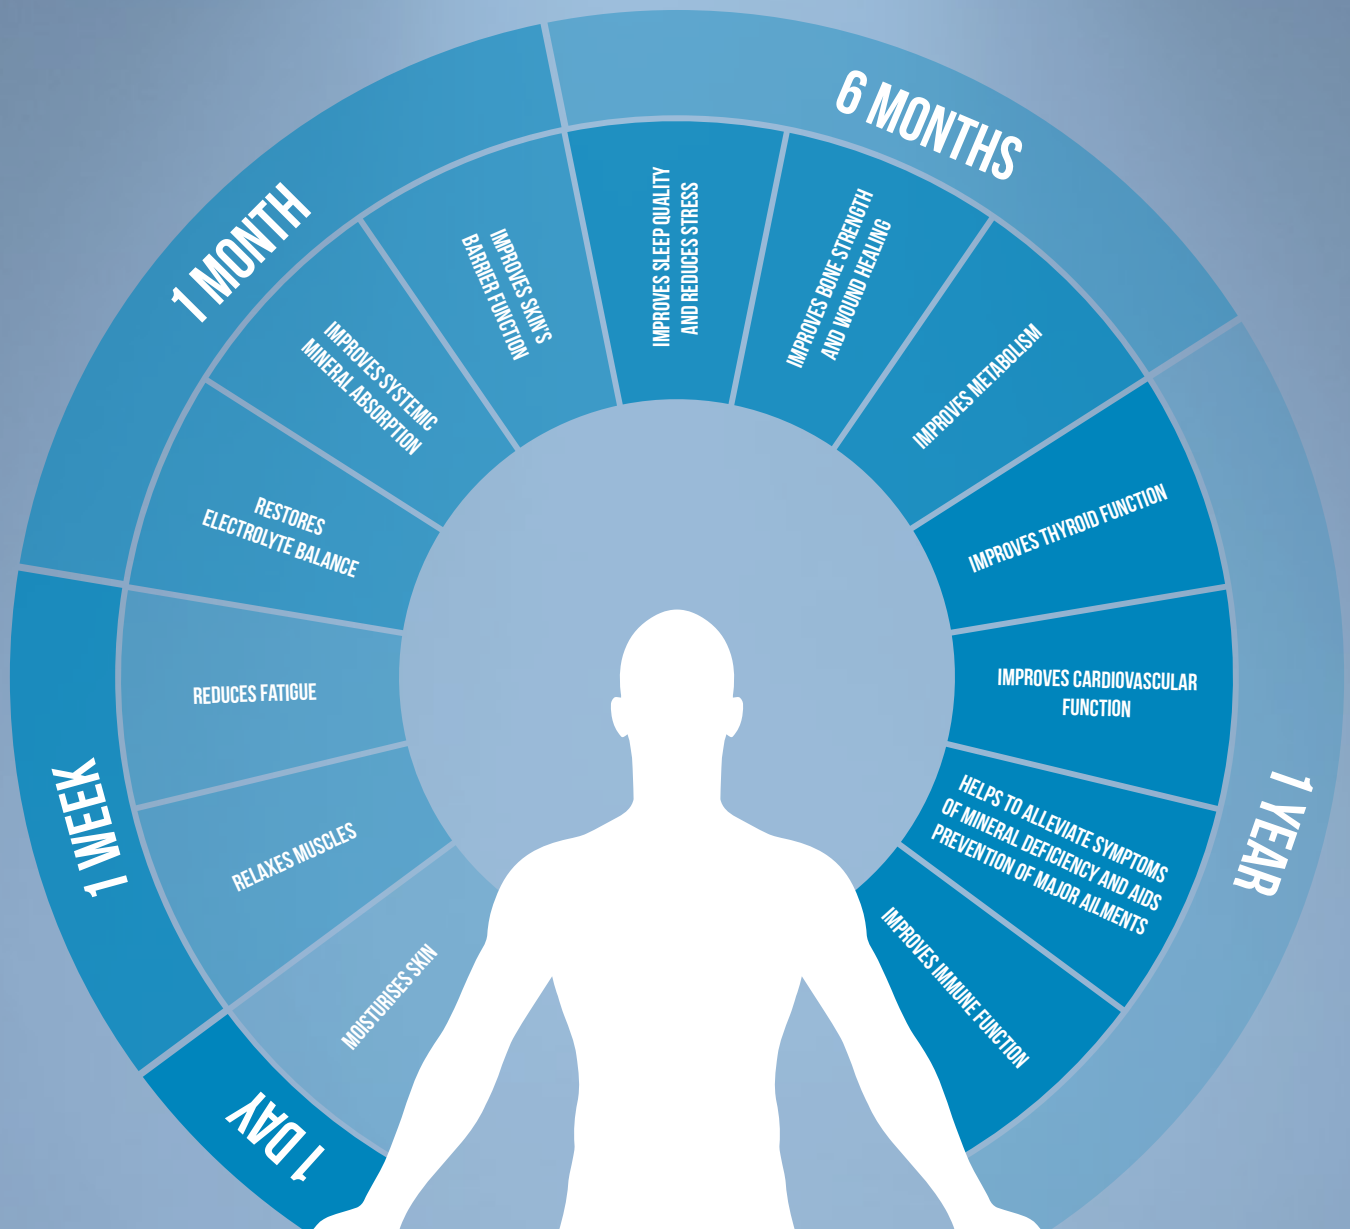 1 DAY
MOISTURISES SKIN
1 WEEK
RELAXES MUSCLES
REDUCES FATIGUE
1 MONTH
RESTORES
ELECTROLYTE BALANCE
IMPROVES SYSTEMIC
MINERAL ABSORPTION
IMPROVES SKIN'S
BARRIER FUNCTION
6 MONTHS
IMPROVES SLEEP QUALITY
AND REDUCES STRESS
IMPROVES BONE STRENGTH
AND WOUND HEALING
IMPROVES METABOLISM
1 YEAR
IMPROVES THYROID FUNCTION
IMPROVES CARDIOVASCULAR
FUNCTION
HELPS TO ALLEVIATE SYMPTOMS
OF MINERAL DEFICIENCY AND AIDS
PREVENTION OF MAJOR AILMENTS
IMPROVES IMMUNE FUNCTION